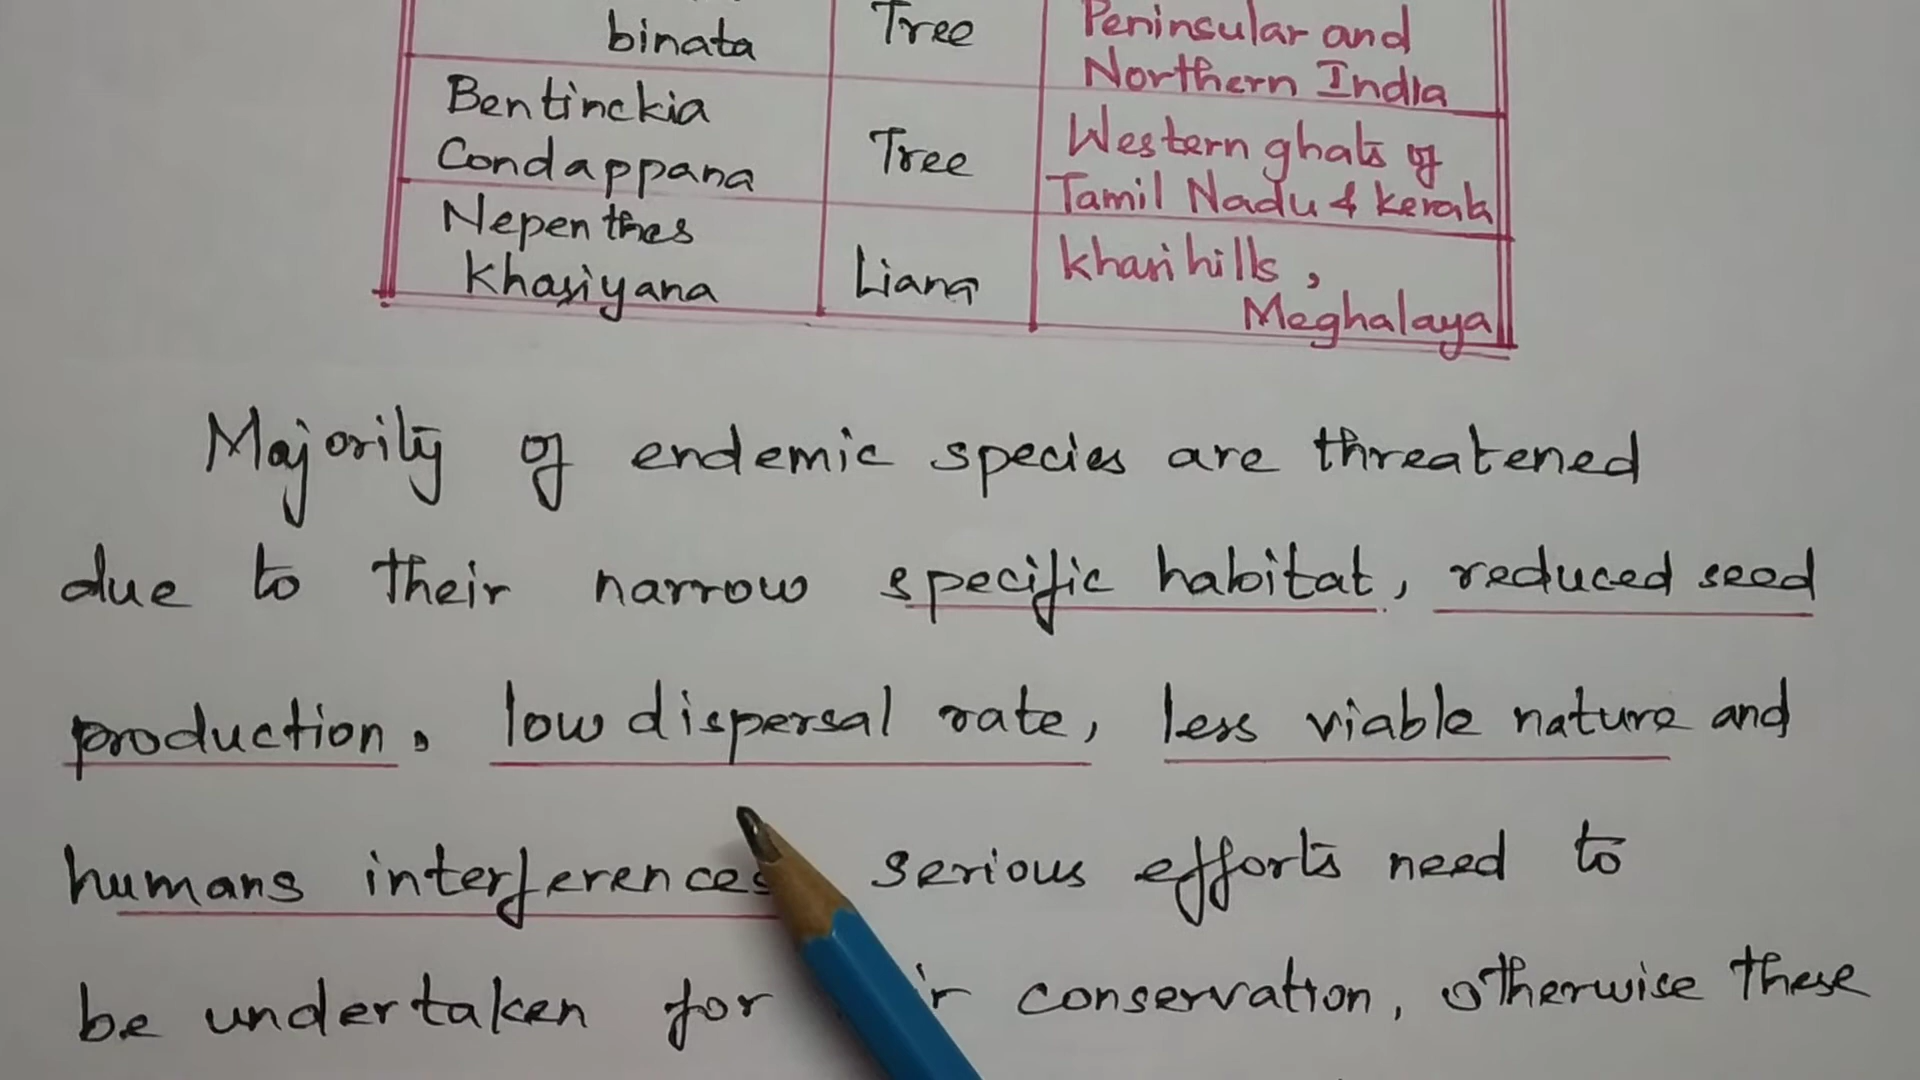 binata Tree Peninsular and
Northern India
Bentinckia
Condappana Tree Western ghats of
Tamil Nadu & kerala
Nepenthes
Khasiyana Liana khasi hills,
Meghalaya
Majority of endemic species are threatened
due to their narrow specific habitat, reduced seed
production, low dispersal rate, less viable nature and
humans interferences serious efforts need to
be undertaken for conservation, otherwise these